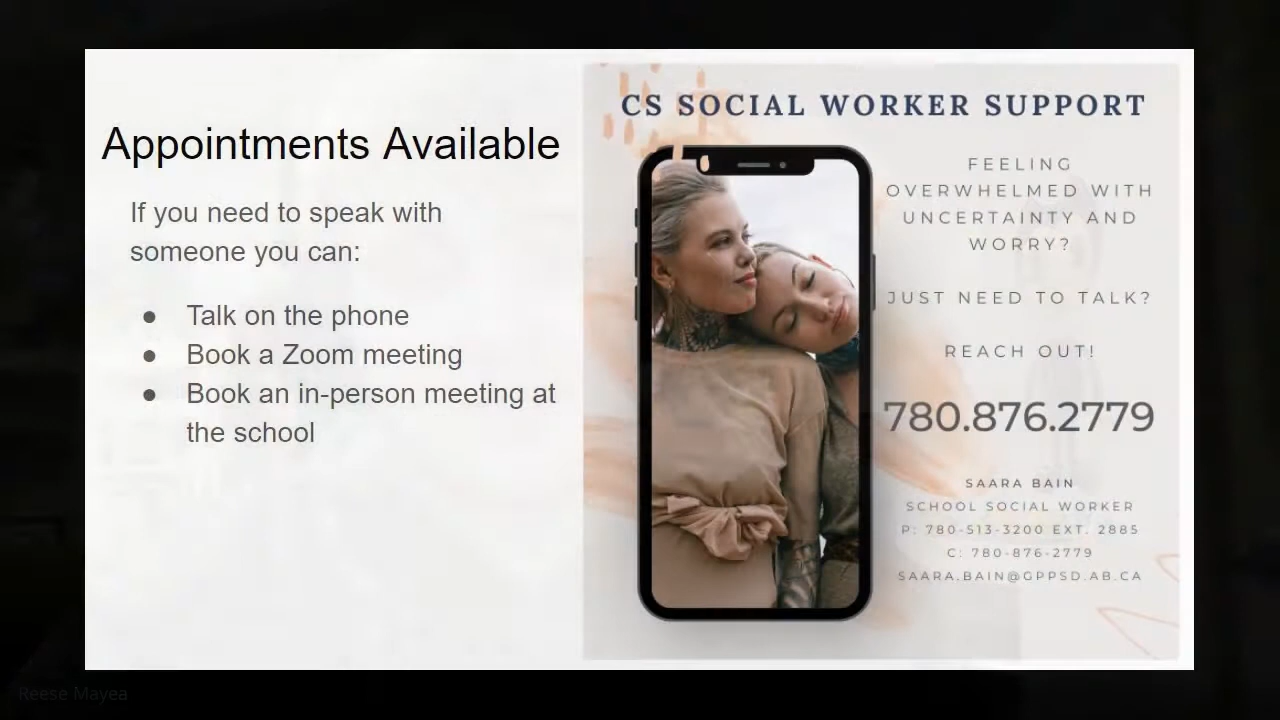 Appointments Available
If you need to speak with
someone you can:
● Talk on the phone
● Book a Zoom meeting
● Book an in-person meeting at
the school
CS SOCIAL WORKER SUPPORT
FEELING
OVERWHELMED WITH
UNCERTAINTY AND
WORRY?
JUST NEED TO TALK?
REACH OUT!
780.876.2779
SAARA BAIN
SCHOOL SOCIAL WORKER
P: 780-513-3200 EXT. 2885
C: 780-876-2779
SAARA.BAIN@GPPSD.AB.CA
Reese Mayea